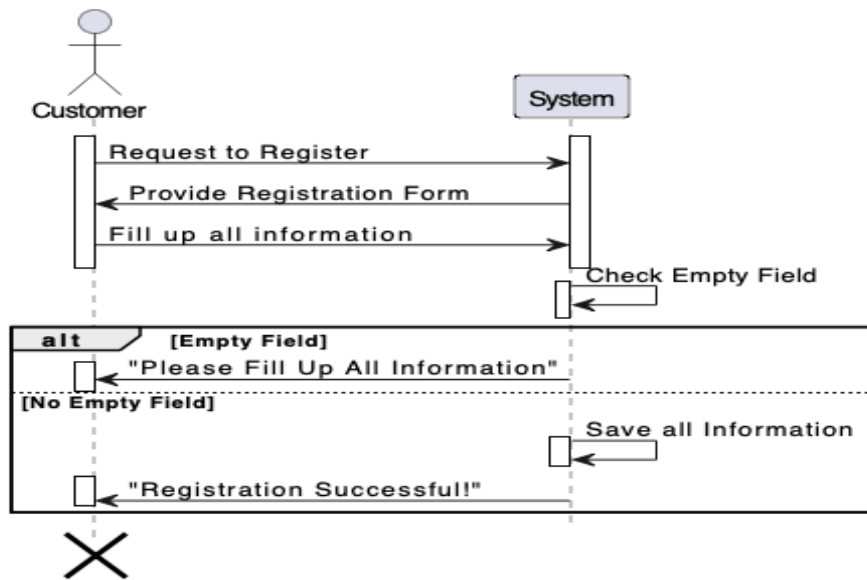 Customer
System
Request to Register
Provide Registration Form
Fill up all information
Check Empty Field
alt [Empty Field]
"Please Fill Up All Information"
[No Empty Field]
Save all Information
"Registration Successful!"